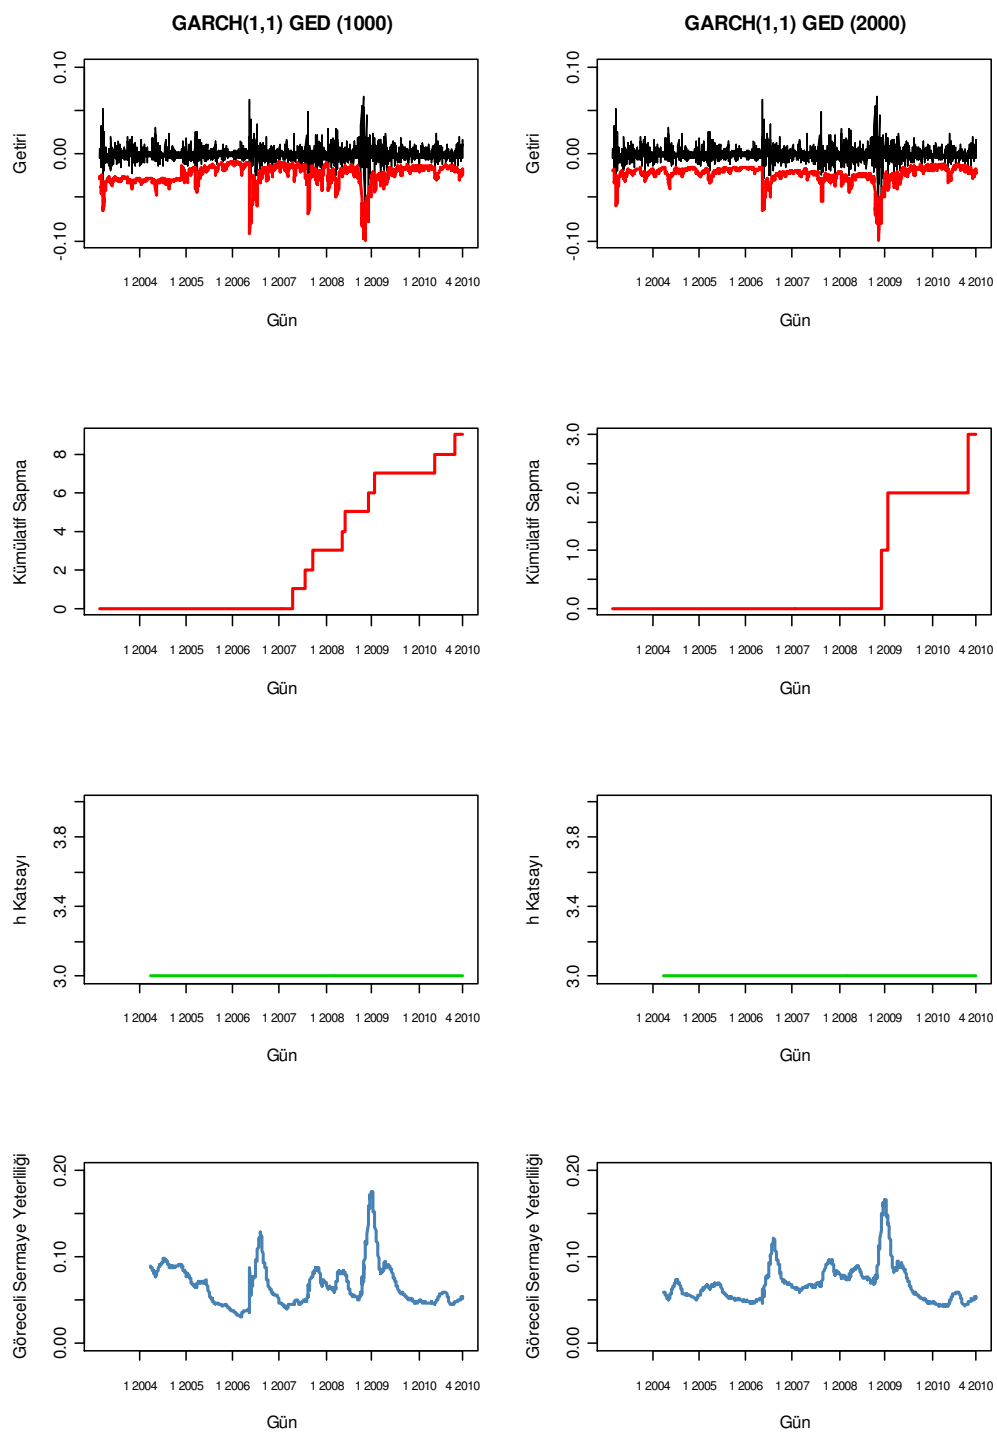 GARCH(1,1) GED (1000)
Getiri
0.10
0.00
-0.10
1 2004 1 2005 1 2006 1 2007 1 2008 1 2009 1 2010 4 2010
Gün
GARCH(1,1) GED (2000)
Getiri
0.10
0.00
-0.10
1 2004 1 2005 1 2006 1 2007 1 2008 1 2009 1 2010 4 2010
Gün
Kümülatif Sapma
8
6
4
2
0
1 2004 1 2005 1 2006 1 2007 1 2008 1 2009 1 2010 4 2010
Gün
Kümülatif Sapma
3.0
2.0
1.0
0.0
1 2004 1 2005 1 2006 1 2007 1 2008 1 2009 1 2010 4 2010
Gün
h Katsayı
3.8
3.4
3.0
1 2004 1 2005 1 2006 1 2007 1 2008 1 2009 1 2010 4 2010
Gün
h Katsayı
3.8
3.4
3.0
1 2004 1 2005 1 2006 1 2007 1 2008 1 2009 1 2010 4 2010
Gün
Göreceli Sermaye Yeterliliği
0.20
0.10
0.00
1 2004 1 2005 1 2006 1 2007 1 2008 1 2009 1 2010 4 2010
Gün
Göreceli Sermaye Yeterliliği
0.20
0.10
0.00
1 2004 1 2005 1 2006 1 2007 1 2008 1 2009 1 2010 4 2010
Gün